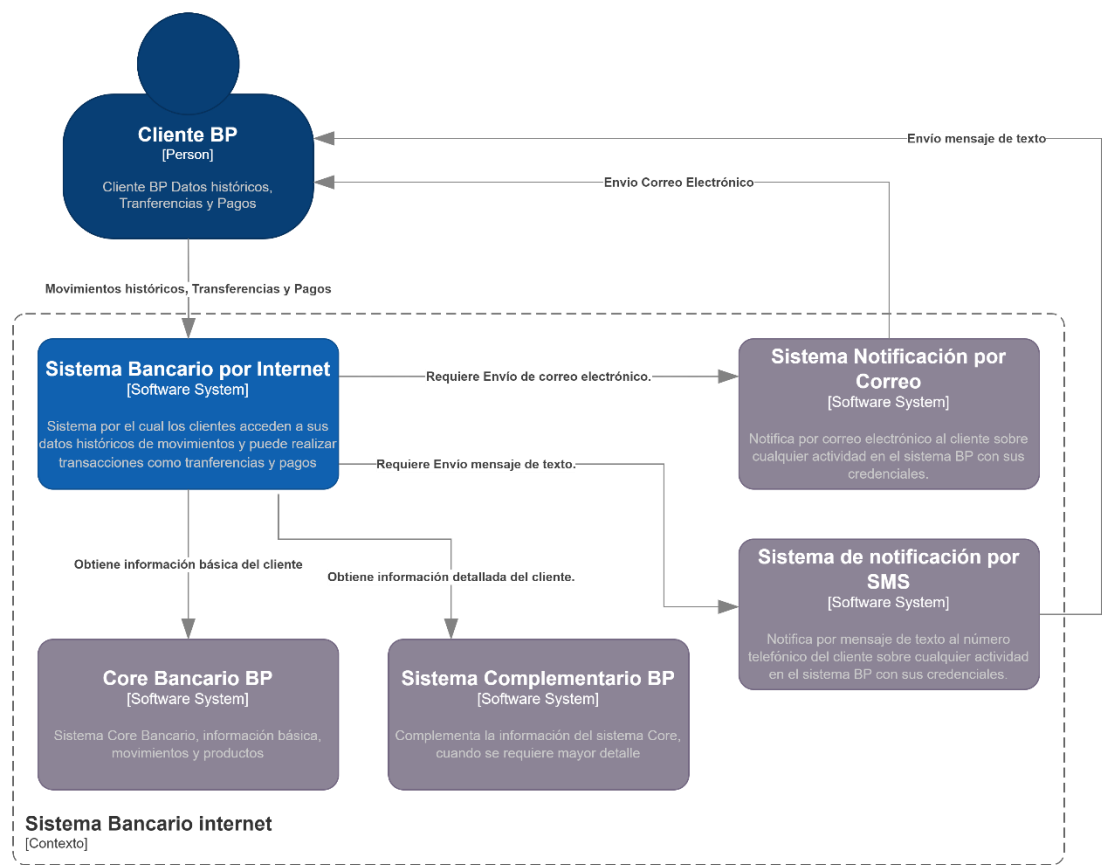 Cliente BP
[Person]
Cliente BP Datos históricos,
Tranferencias y Pagos
Envío mensaje de texto
Envio Correo Electrónico
Movimientos históricos, Transferencias y Pagos
Sistema Bancario por Internet
[Software System]
Sistema por el cual los clientes acceden a sus
datos históricos de movimientos y puede realizar
transacciones como tranferencias y pagos
Requiere Envío de correo electrónico.
Requiere Envio mensaje de texto.
Sistema Notificación por
Correo
[Software System]
Notifica por correo electrónico al cliente sobre
cualquier actividad en el sistema BP con sus
credenciales.
Obtiene información básica del cliente
Obtiene información detallada del cliente.
Sistema de notificación por
SMS
[Software System]
Notifica por mensaje de texto al número
telefónico del cliente sobre cualquier actividad
en el sistema BP con sus credenciales.
Core Bancario BP
[Software System]
Sistema Core Bancario, información básica,
movimientos y productos
Sistema Complementario BP
[Software System]
Complementa la información del sistema Core,
cuando se requiere mayor detalle
Sistema Bancario internet
[Contexto]